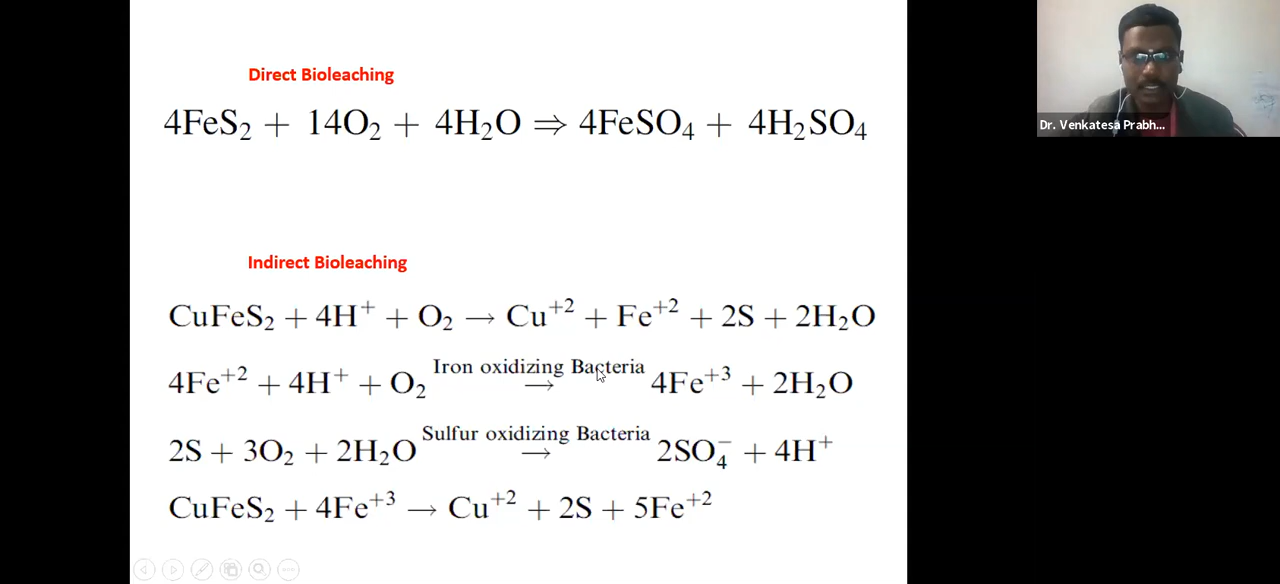 Direct Bioleaching
4FeS₂ + 14O₂ + 4H₂O ⇒ 4FeSO₄ + 4H₂SO₄
Dr. Venkatesa Prabh...
Indirect Bioleaching
CuFeS₂ + 4H⁺ + O₂ → Cu⁺² + Fe⁺² + 2S + 2H₂O
4Fe⁺² + 4H⁺ + O₂ Iron oxidizing Bacteria → 4Fe⁺³ + 2H₂O
2S + 3O₂ + 2H₂O Sulfur oxidizing Bacteria → 2SO₄⁻ + 4H⁺
CuFeS₂ + 4Fe⁺³ → Cu⁺² + 2S + 5Fe⁺²